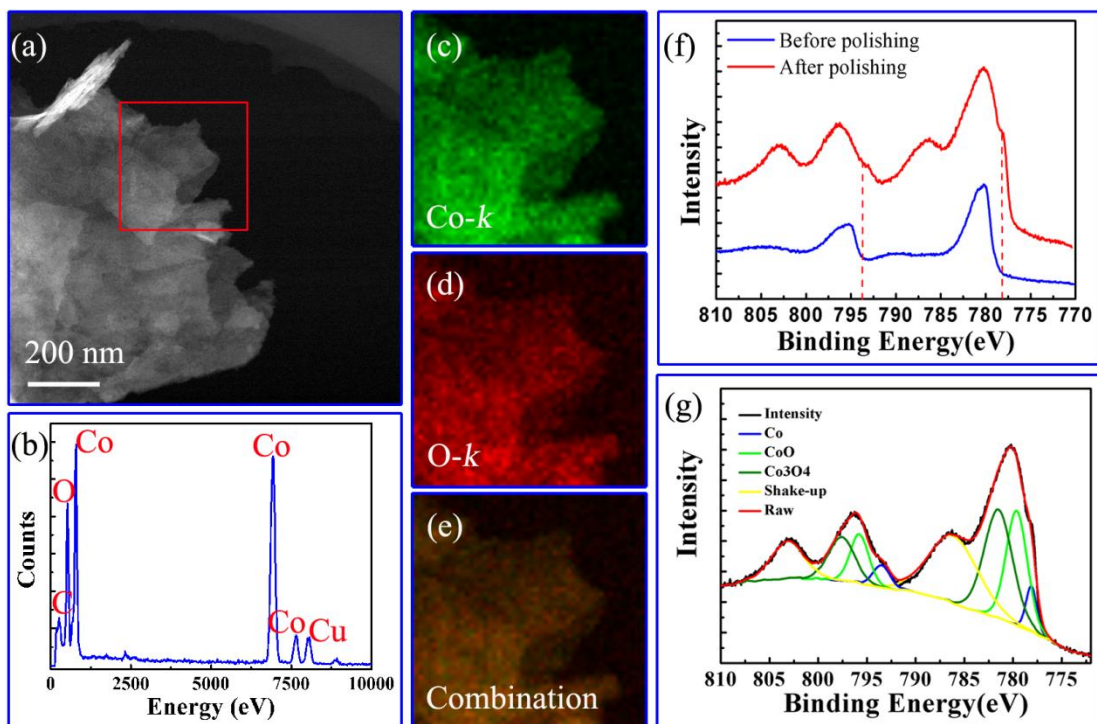 (a)
200 nm
(b)
Co
O
C
Co
Co
Cu
Counts
0
2500
5000
7500
10000
Energy (eV)
(c)
Co-k
(d)
O-k
(e)
Combination
(f)
Before polishing
After polishing
Intensity
810 805 800 795 790 785 780 775 770
Binding Energy(eV)
(g)
Intensity
Co
CoO
Co3O4
Shake-up
Raw
Intensity
810 805 800 795 790 785 780 775
Binding Energy(eV)